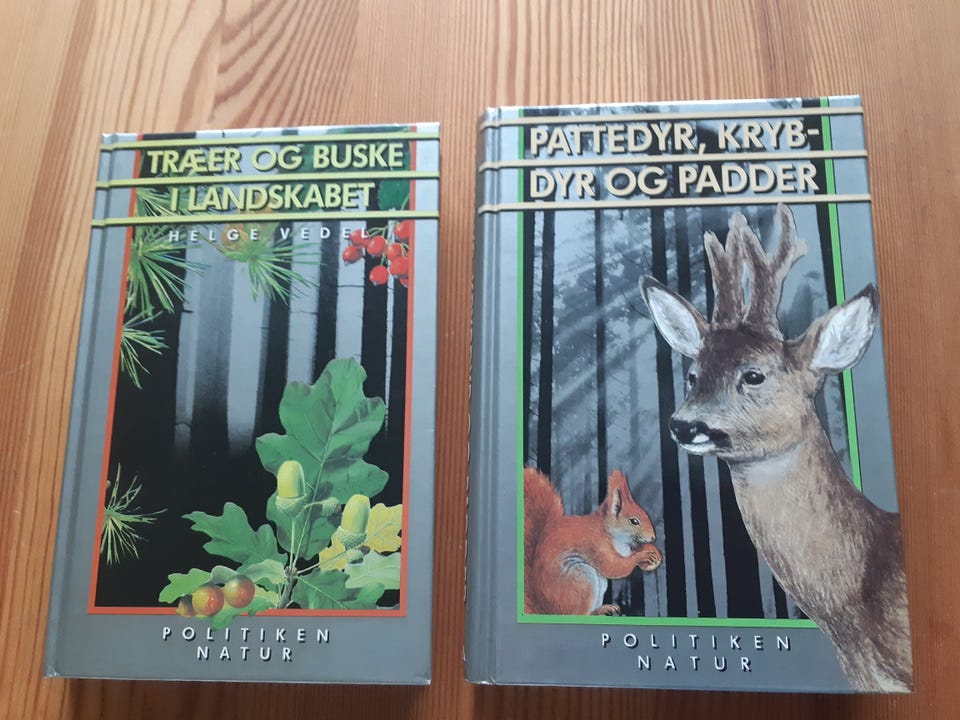 TRÆER OG BUSKE
I LANDSKABET
HELGE VEDEL
POLITIKEN
NATUR
PATTEDYR, KRYB-
DYR OG PADDER
POLITIKEN
NATUR